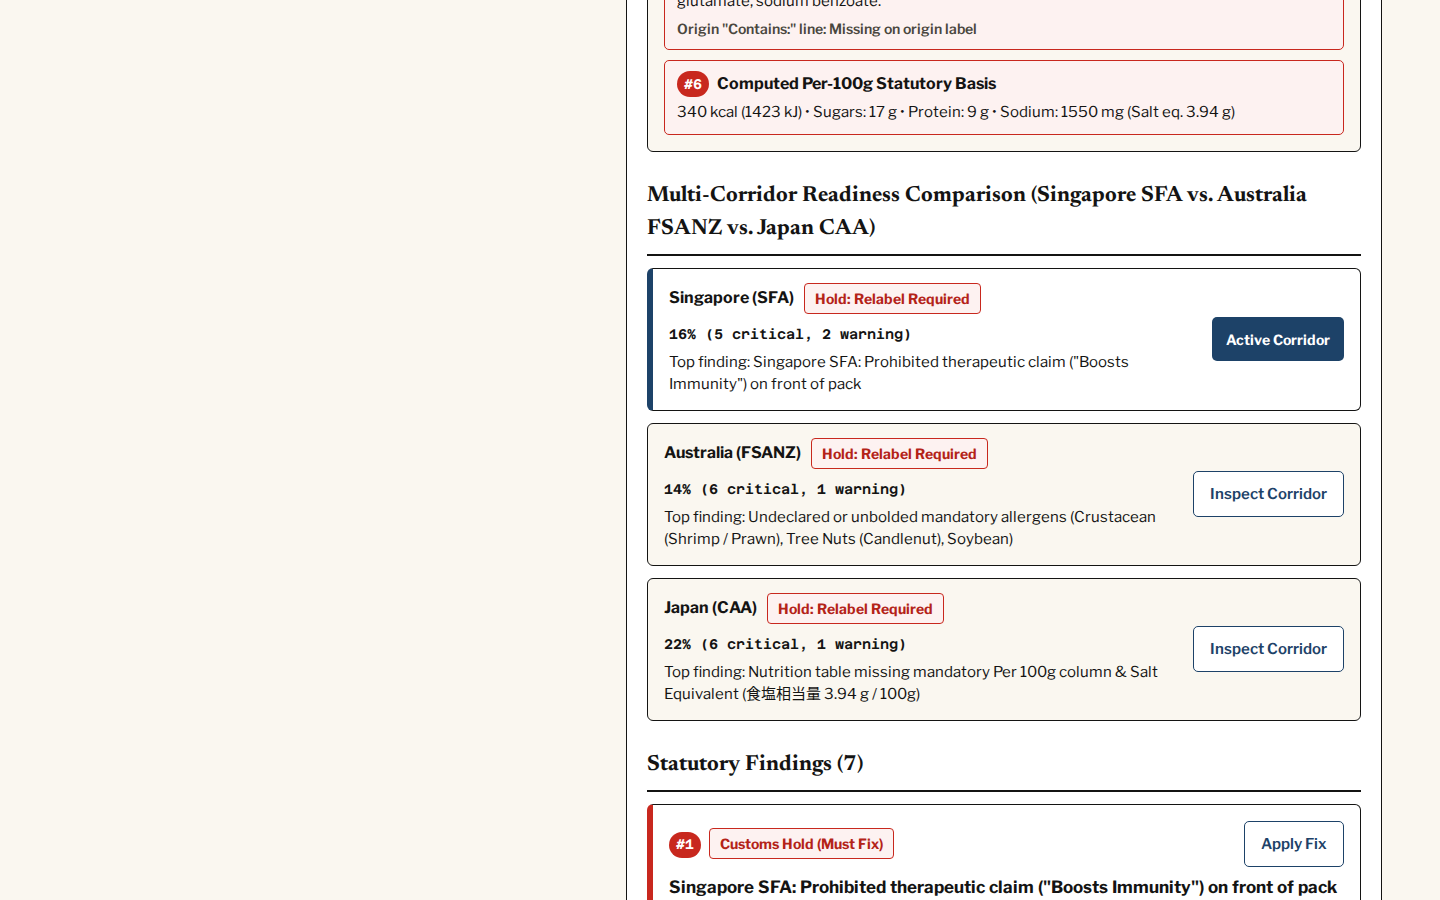 glutamate, sodium benzoate.
Origin "Contains:" line: Missing on origin label
#6 Computed Per-100g Statutory Basis
340 kcal (1423 kJ) • Sugars: 17 g • Protein: 9 g • Sodium: 1550 mg (Salt eq. 3.94 g)
Multi-Corridor Readiness Comparison (Singapore SFA vs. Australia
FSANZ vs. Japan CAA)
Singapore (SFA) Hold: Relabel Required
16% (5 critical, 2 warning)
Active Corridor
Top finding: Singapore SFA: Prohibited therapeutic claim ("Boosts
Immunity") on front of pack
Australia (FSANZ) Hold: Relabel Required
14% (6 critical, 1 warning)
Inspect Corridor
Top finding: Undeclared or unbolded mandatory allergens (Crustacean
(Shrimp / Prawn), Tree Nuts (Candlenut), Soybean)
Japan (CAA) Hold: Relabel Required
22% (6 critical, 1 warning)
Inspect Corridor
Top finding: Nutrition table missing mandatory Per 100g column & Salt
Equivalent (食塩相当量 3.94 g / 100g)
Statutory Findings (7)
#1 Customs Hold (Must Fix)
Apply Fix
Singapore SFA: Prohibited therapeutic claim ("Boosts Immunity") on front of pack